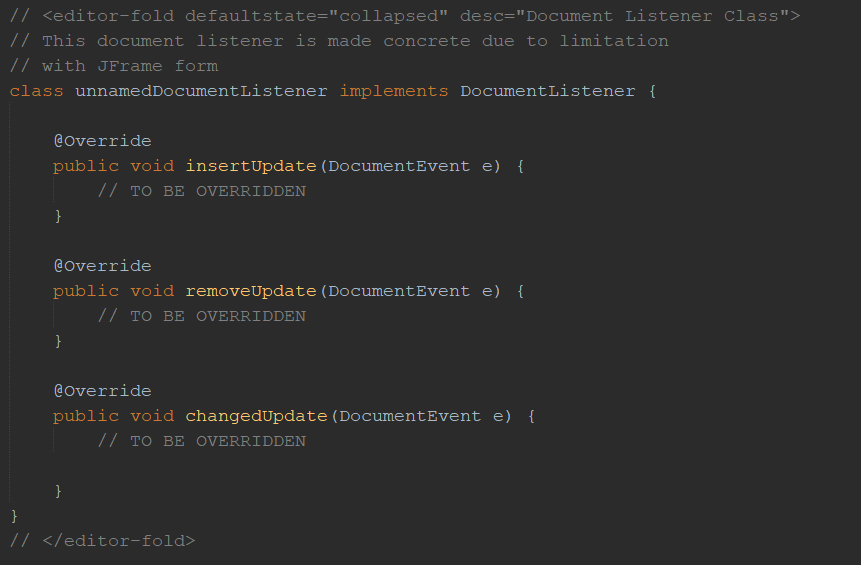 // <editor-fold defaultstate="collapsed" desc="Document Listener Class">
// This document listener is made concrete due to limitation
// with JFrame form
class unnamedDocumentListener implements DocumentListener {
@Override
public void insertUpdate(DocumentEvent e) {
// TO BE OVERRIDDEN
}
@Override
public void removeUpdate(DocumentEvent e) {
// TO BE OVERRIDDEN
}
@Override
public void changedUpdate(DocumentEvent e) {
// TO BE OVERRIDDEN
}
}
// </editor-fold>